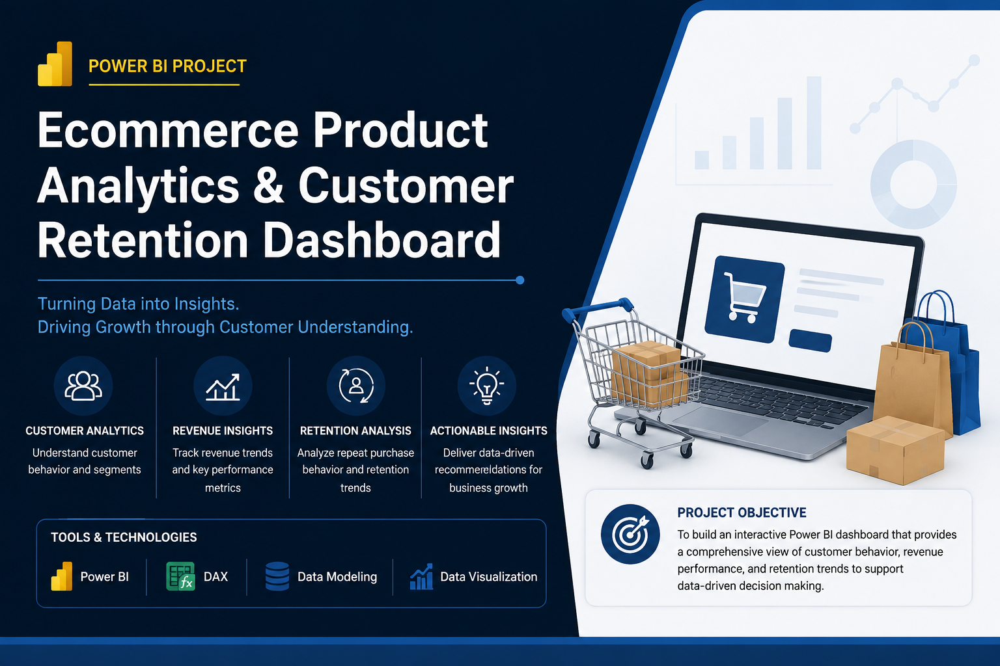 POWER BI PROJECT
Ecommerce Product
Analytics & Customer
Retention Dashboard
Turning Data into Insights.
Driving Growth through Customer Understanding.
CUSTOMER ANALYTICS
Understand customer
behavior and segments
REVENUE INSIGHTS
Track revenue trends
and key performance
metrics
RETENTION ANALYSIS
Analyze repeat purchase
behavior and retention
trends
ACTIONABLE INSIGHTS
Deliver data-driven
for
business growth
TOOLS & TECHNOLOGIES
Power BI
fx
DAX
Data Modeling
Data Visualization
PROJECT OBJECTIVE
To build an interactive Power BI dashboard that provides
a comprehensive view of customer behavior, revenue
performance, and retention trends to support
data-driven decision making.